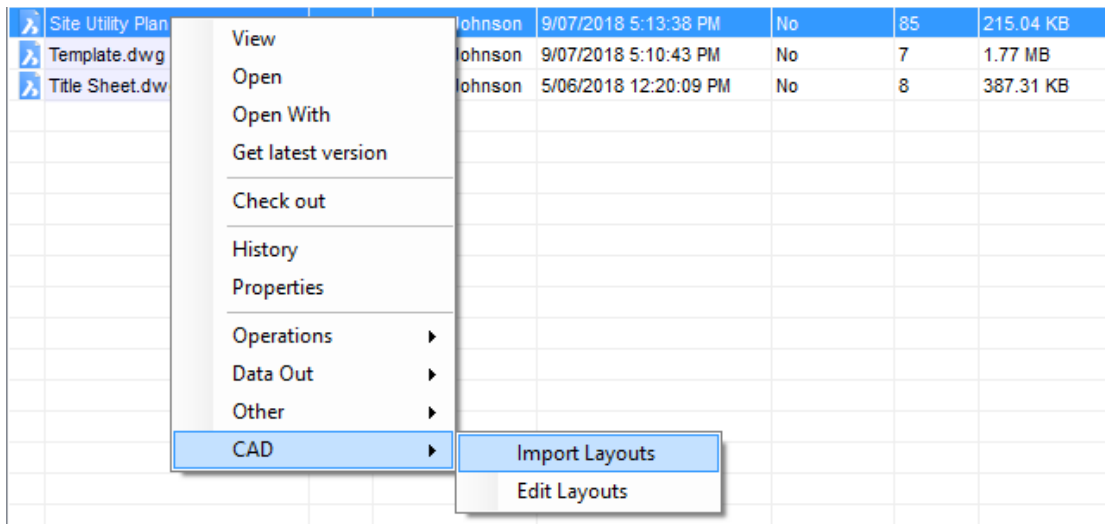 Site Utility Plan Johnson 9/07/2018 5:13:38 PM No 85 215.04 KB
Template.dwg Johnson 9/07/2018 5:10:43 PM No 7 1.77 MB
Title Sheet.dw Johnson 5/06/2018 12:20:09 PM No 8 387.31 KB
View
Open
Open With
Get latest version
Check out
History
Properties
Operations
Data Out
Other
CAD
Import Layouts
Edit Layouts